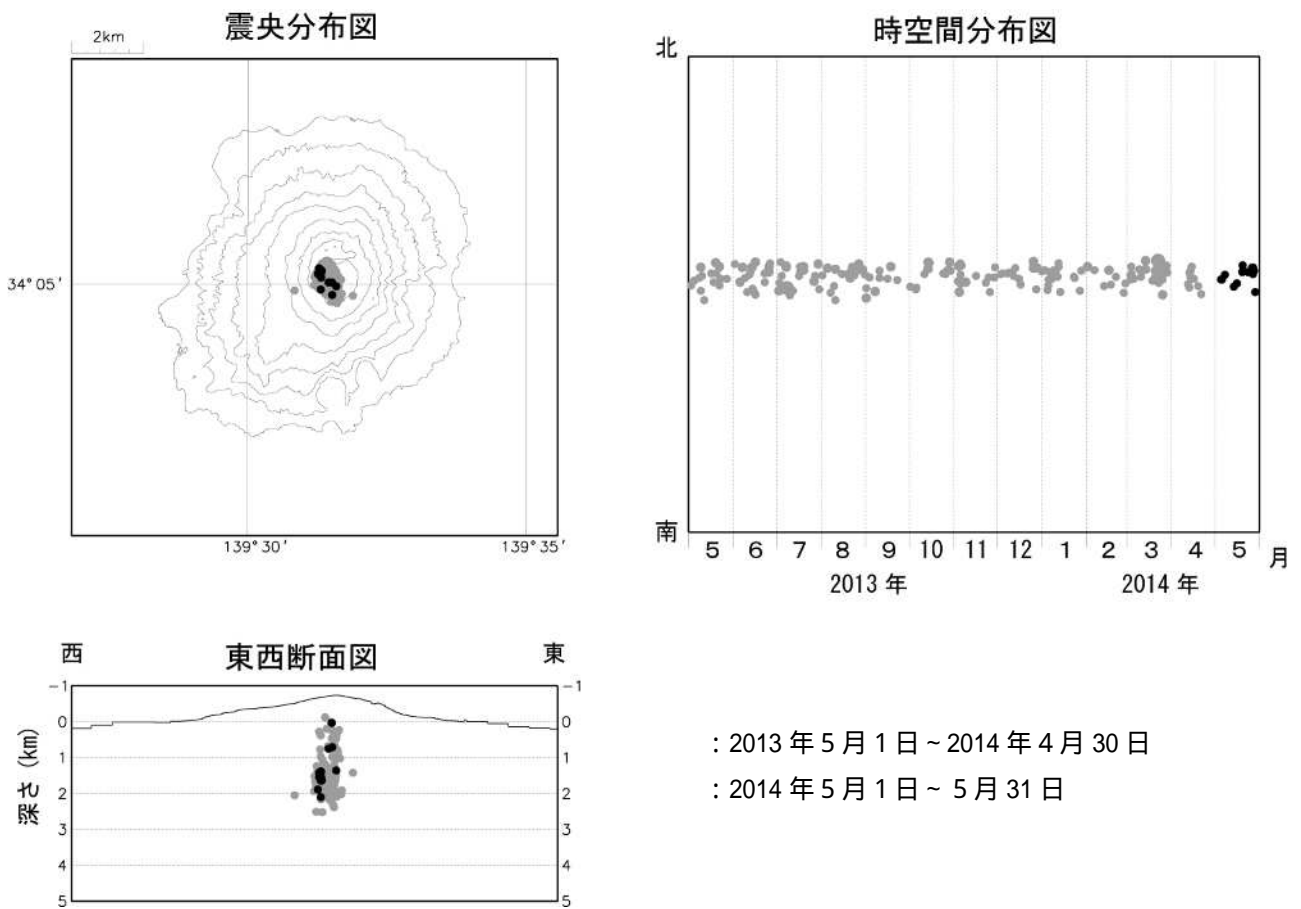 震央分布図
2km
34°05'
139°30'
139°35'
時空間分布図
北
南
5 6 7 8 9 10 11 12 1 2 3 4 5 月
2013 年 2014 年
東西断面図
西 東
深さ (km)
-1 -1
0 0
1 1
2 2
3 3
4 4
5 5
: 2013 年 5 月 1 日 ~ 2014 年 4 月 30 日
: 2014 年 5 月 1 日 ~ 5 月 31 日